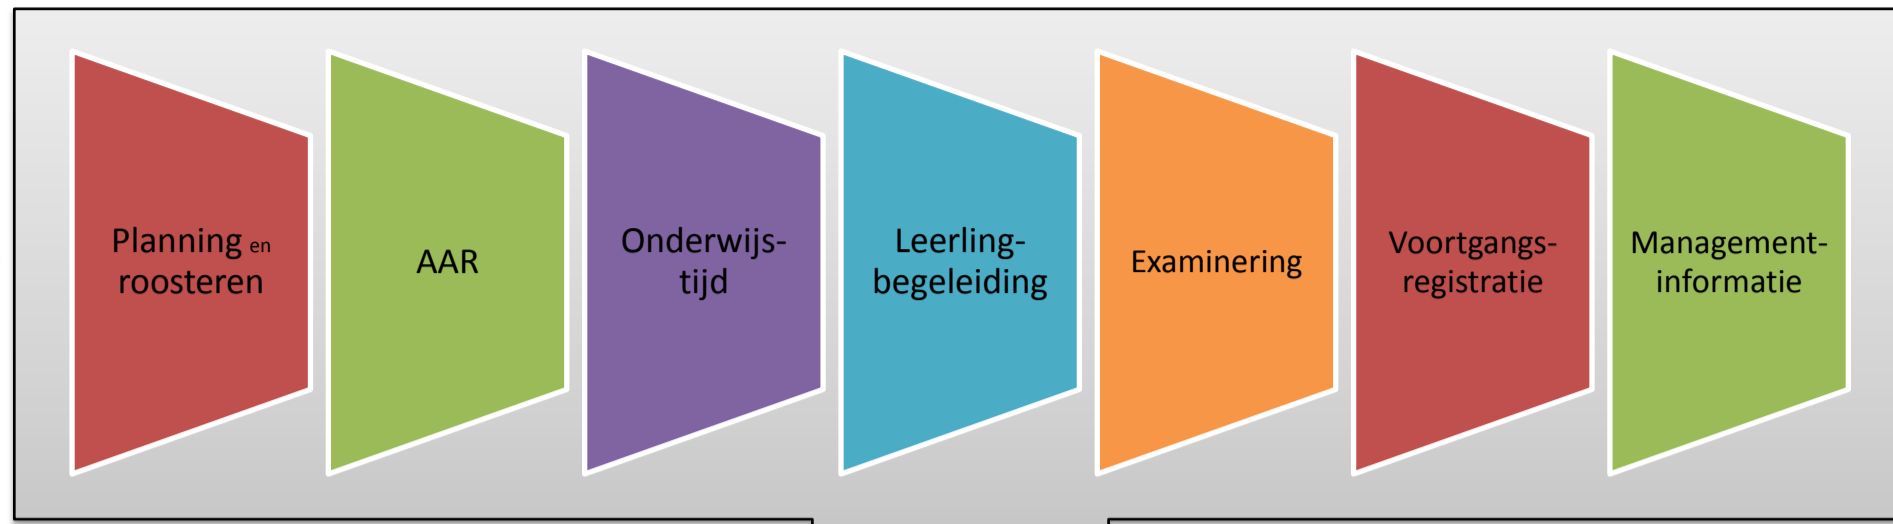 Planning en
roosteren
AAR
Onderwijs-
tijd
Leerling-
begeleiding
Examinering
Voortgangs-
registratie
Management-
informatie